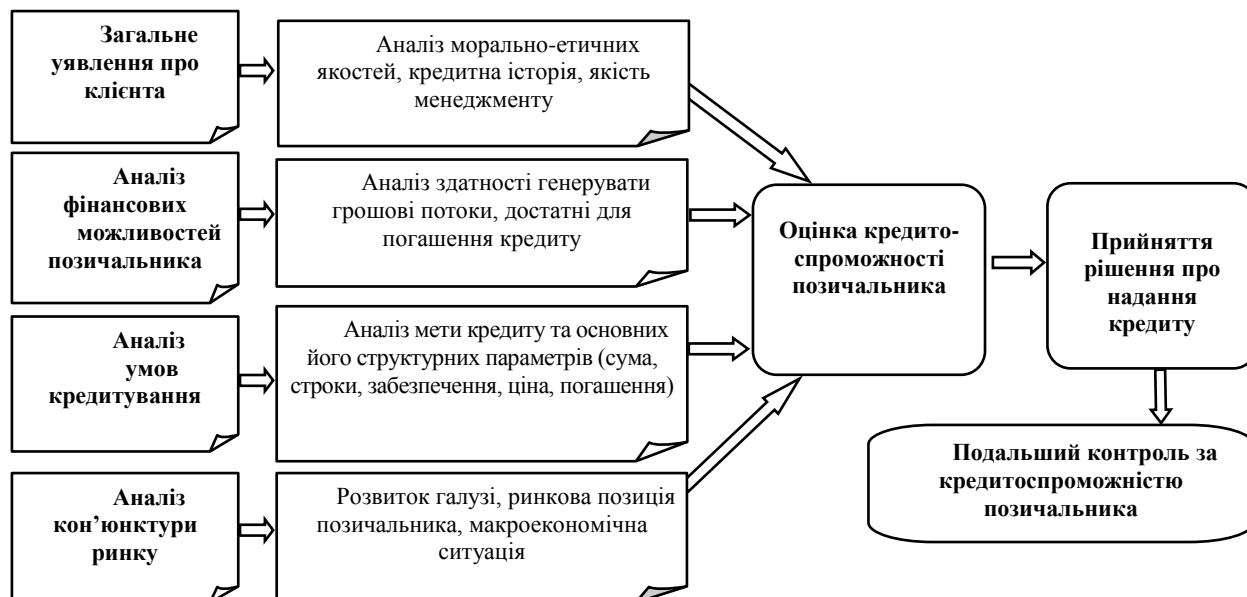 Загальне
уявлення про
клієнта
Аналіз морально-етичних
якостей, кредитна історія, якість
менеджменту
Аналіз
фінансових
можливостей
позичальника
Аналіз здатності генерувати
грошові потоки, достатні для
погашення кредиту
Аналіз
умов
кредитування
Аналіз мети кредиту та основних
його структурних параметрів (сума,
строки, забезпечення, ціна, погашення)
Аналіз
кон’юнктури
ринку
Розвиток галузі, ринкова позиція
позичальника, макроекономічна
ситуація
Оцінка кредито-
спроможності
позичальника
Прийняття
рішення про
надання
кредиту
Подальший контроль за
кредитоспроможністю
позичальника